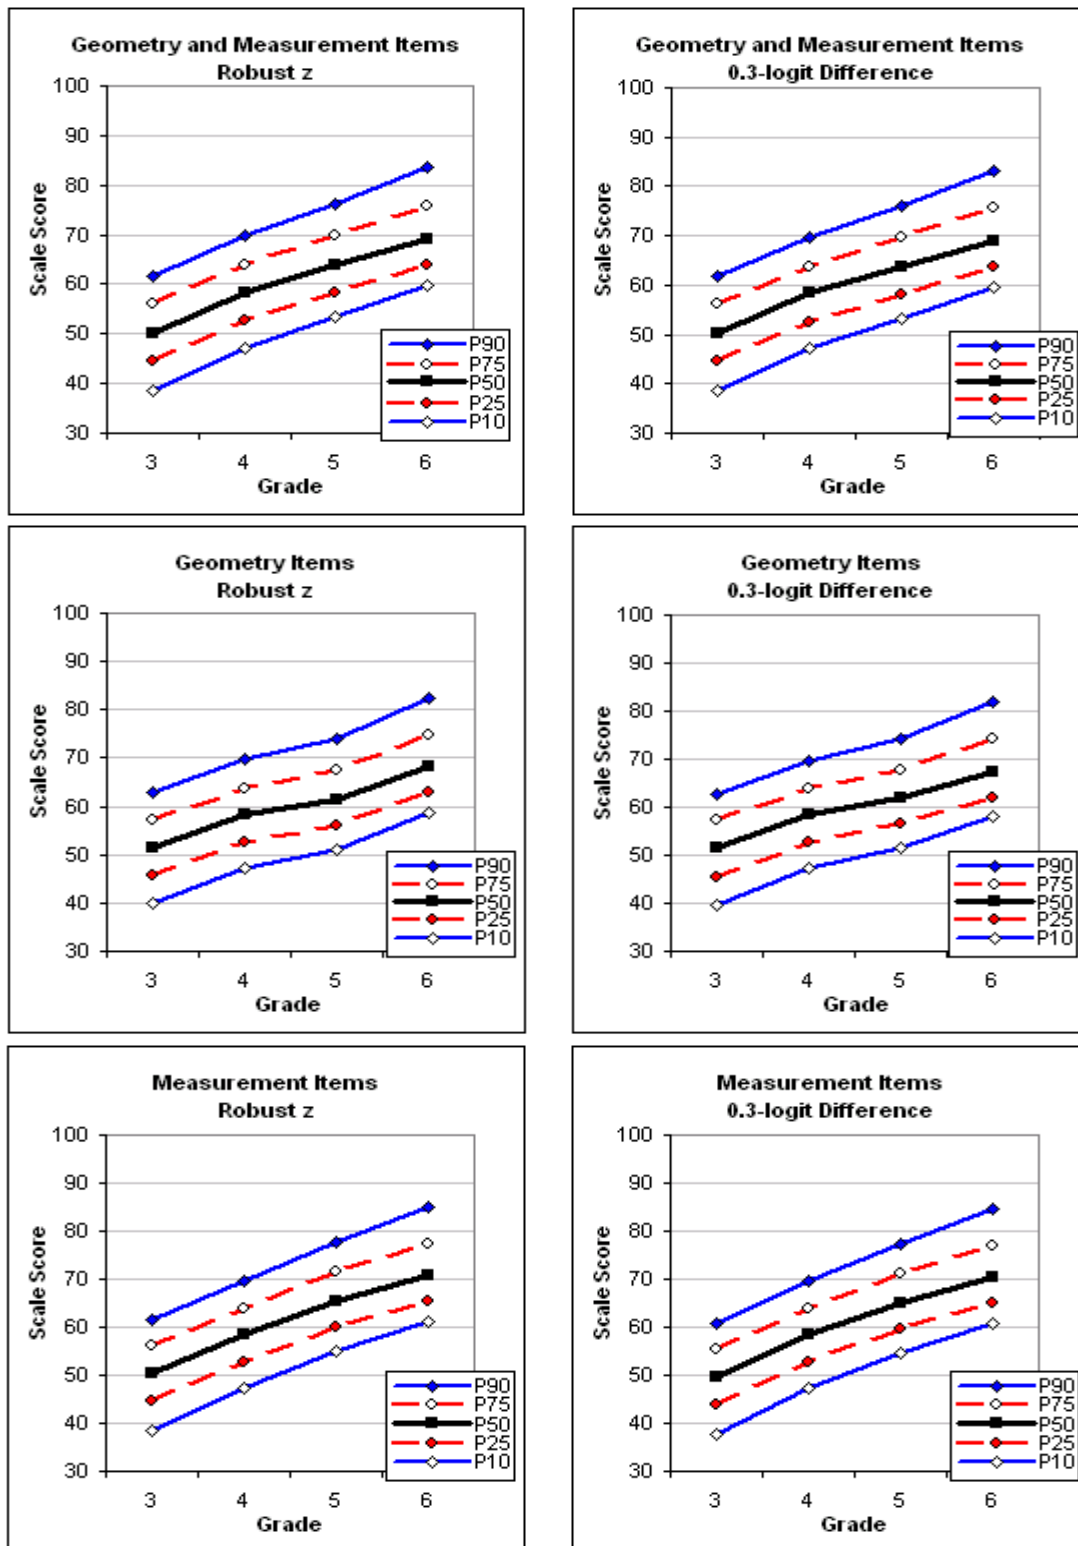 Geometry and Measurement Items
Robust z
100
90
80
70
60
50
40
30
Scale Score
P90
P75
P50
P25
P10
3 4 5 6
Grade
Geometry and Measurement Items
0.3-logit Difference
100
90
80
70
60
50
40
30
Scale Score
P90
P75
P50
P25
P10
3 4 5 6
Grade
Geometry Items
Robust z
100
90
80
70
60
50
40
30
Scale Score
P90
P75
P50
P25
P10
3 4 5 6
Grade
Geometry Items
0.3-logit Difference
100
90
80
70
60
50
40
30
Scale Score
P90
P75
P50
P25
P10
3 4 5 6
Grade
Measurement Items
Robust z
100
90
80
70
60
50
40
30
Scale Score
P90
P75
P50
P25
P10
3 4 5 6
Grade
Measurement Items
0.3-logit Difference
100
90
80
70
60
50
40
30
Scale Score
P90
P75
P50
P25
P10
3 4 5 6
Grade